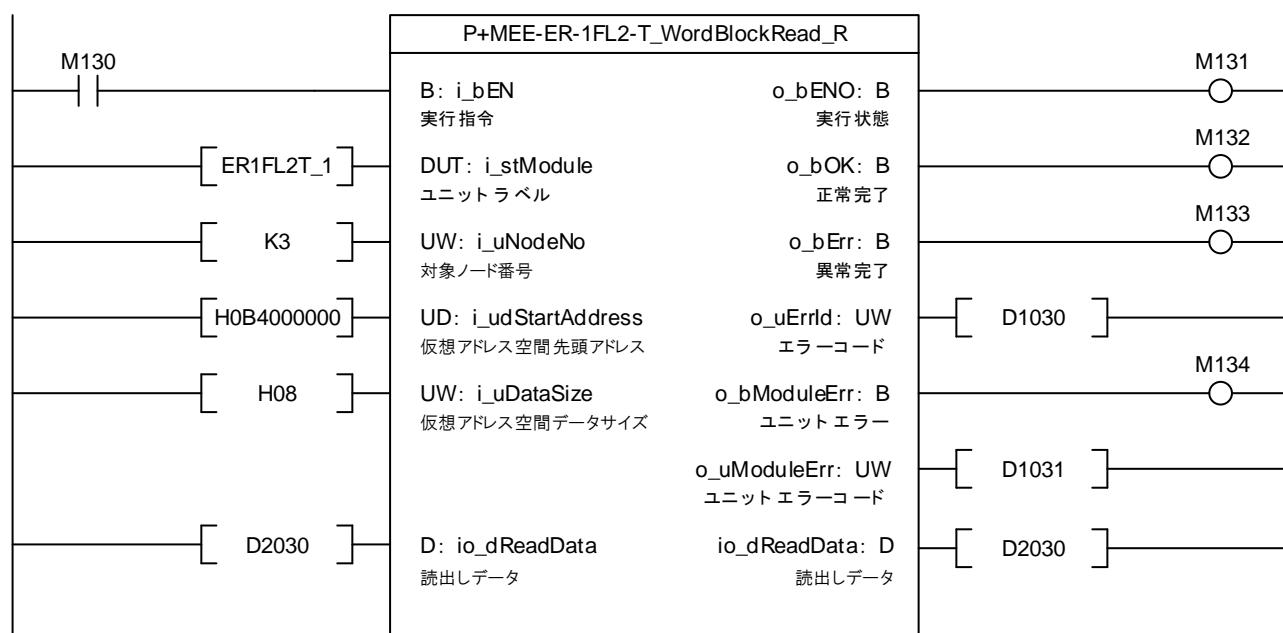 P+MEE-ER-1FL2-T_WordBlockRead_R
M130
M131
B: i_bEN
o_bENO: B
実行指令
実行状態
M132
ER1FL2T_1
DUT: i_stModule
o_bOK: B
ユニットラベル
正常完了
M133
K3
UW: i_uNodeNo
o_bErr: B
対象ノード番号
異常完了
H0B4000000
UD: i_udStartAddress
o_uErrId: UW
D1030
仮想アドレス空間先頭アドレス
エラーコード
M134
H08
UW: i_uDataSize
o_bModuleErr: B
仮想アドレス空間データサイズ
ユニットエラー
o_uModuleErr: UW
D1031
ユニットエラーコード
D2030
D: io_dReadData
io_dReadData: D
D2030
読出しデータ
読出しデータ